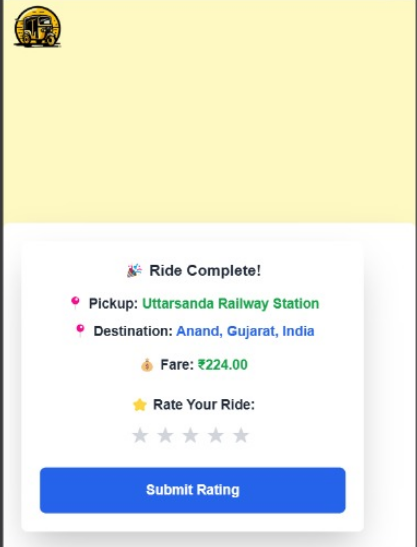 🎉 Ride Complete!
📍 Pickup: Uttarsanda Railway Station
📍 Destination: Anand, Gujarat, India
💰 Fare: ₹224.00
⭐ Rate Your Ride:
★ ★ ★ ★ ★
Submit Rating